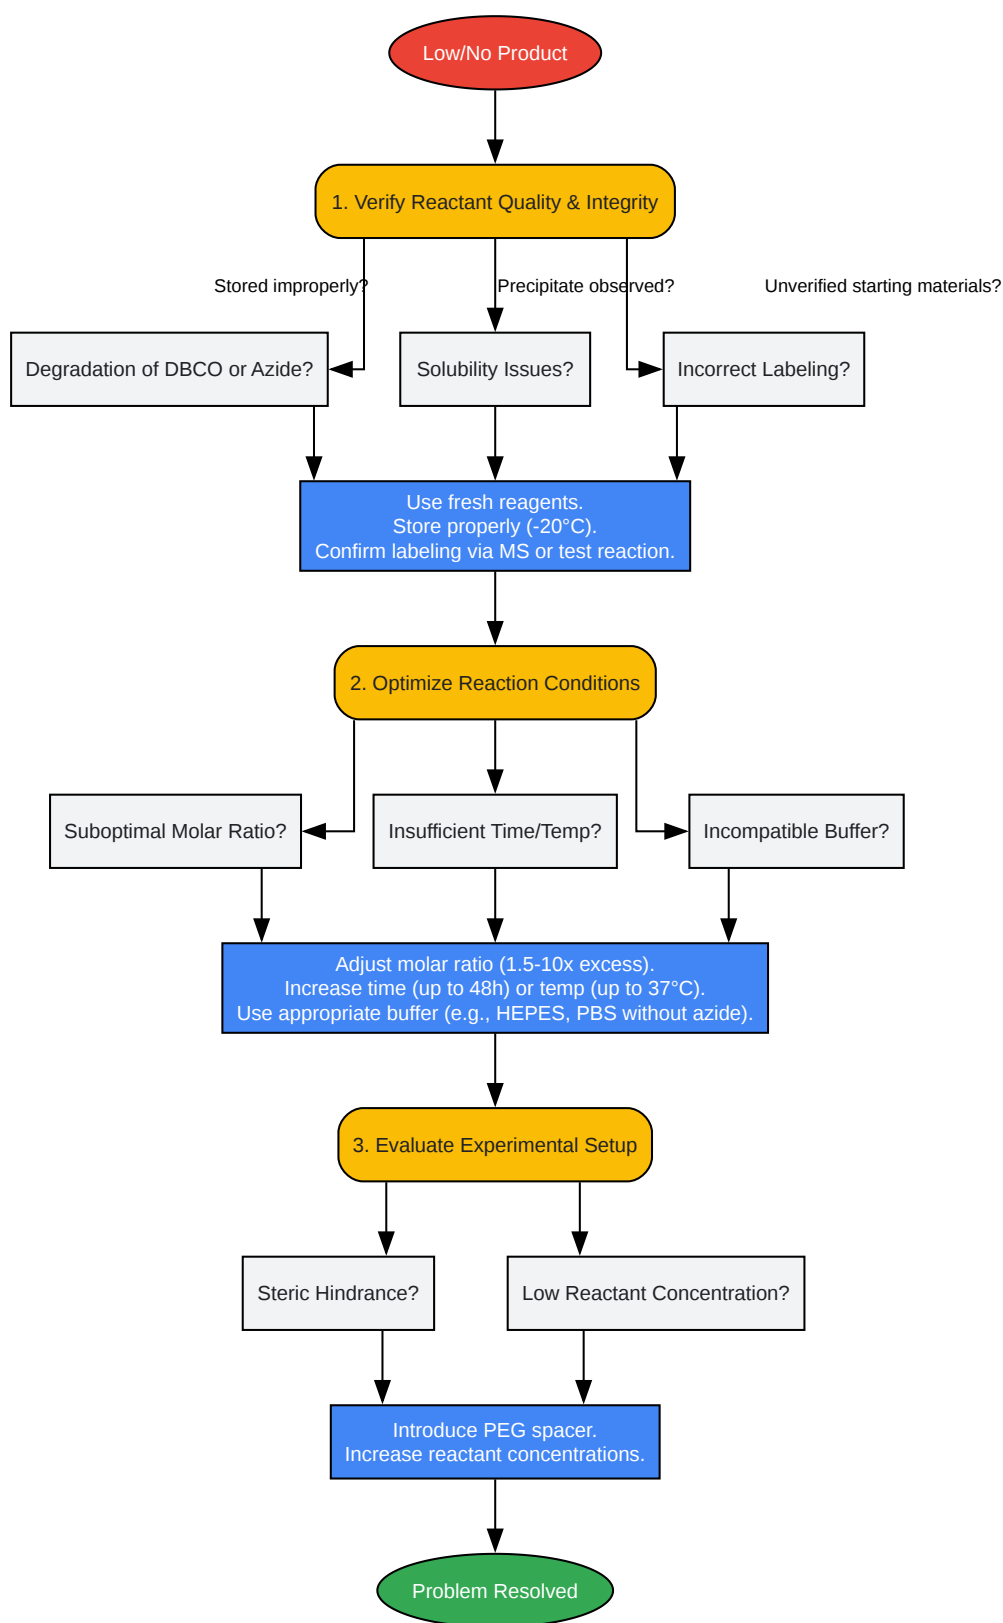 Low/No Product
1. Verify Reactant Quality & Integrity
Stored improperly?
Precipitate observed?
Unverified starting materials?
Degradation of DBCO or Azide?
Solubility Issues?
Incorrect Labeling?
Use fresh reagents.
Store properly (-20°C).
Confirm labeling via MS or test reaction.
2. Optimize Reaction Conditions
Suboptimal Molar Ratio?
Insufficient Time/Temp?
Incompatible Buffer?
Adjust molar ratio (1.5-10x excess).
Increase time (up to 48h) or temp (up to 37°C).
Use appropriate buffer (e.g., HEPES, PBS without azide).
3. Evaluate Experimental Setup
Steric Hindrance?
Low Reactant Concentration?
Introduce PEG spacer.
Increase reactant concentrations.
Problem Resolved